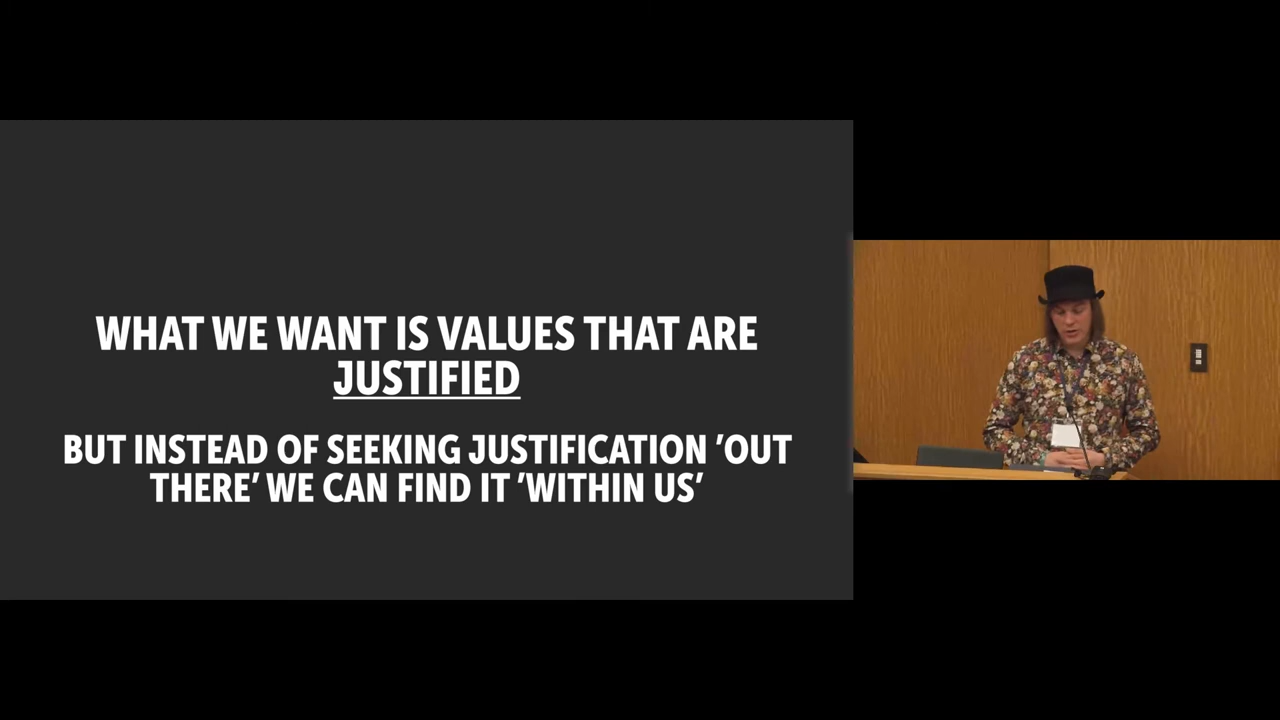 WHAT WE WANT IS VALUES THAT ARE
JUSTIFIED
BUT INSTEAD OF SEEKING JUSTIFICATION 'OUT
THERE' WE CAN FIND IT 'WITHIN US'